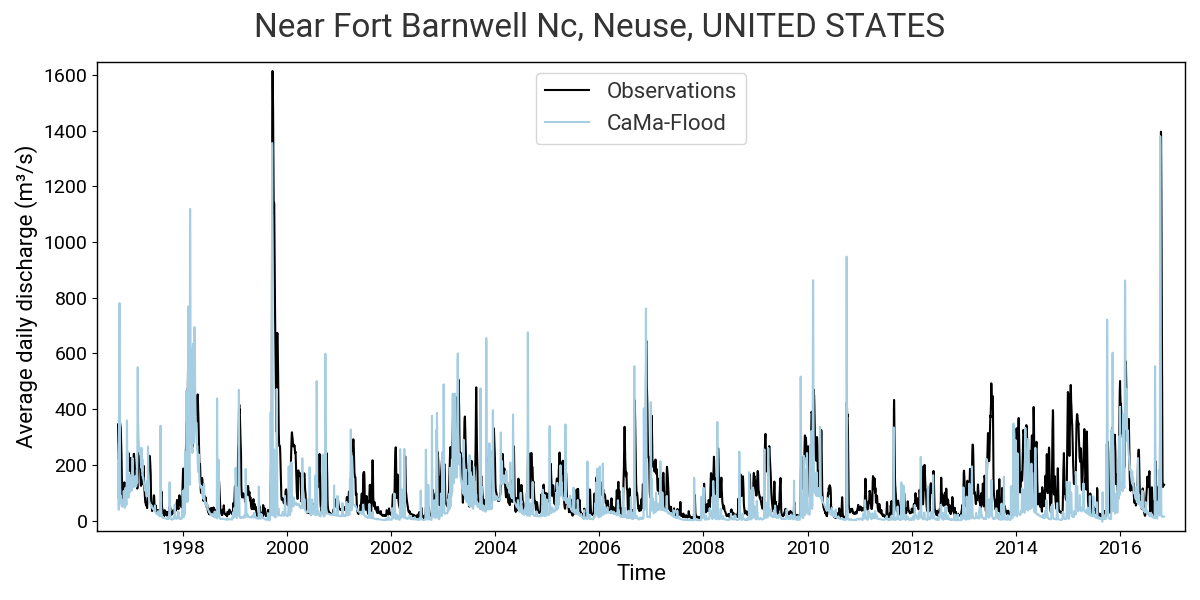 Near Fort Barnwell Nc, Neuse, UNITED STATES
Observations
CaMa-Flood
Average daily discharge (m³/s)
1600
1400
1200
1000
800
600
400
200
0
1998 2000 2002 2004 2006 2008 2010 2012 2014 2016
Time